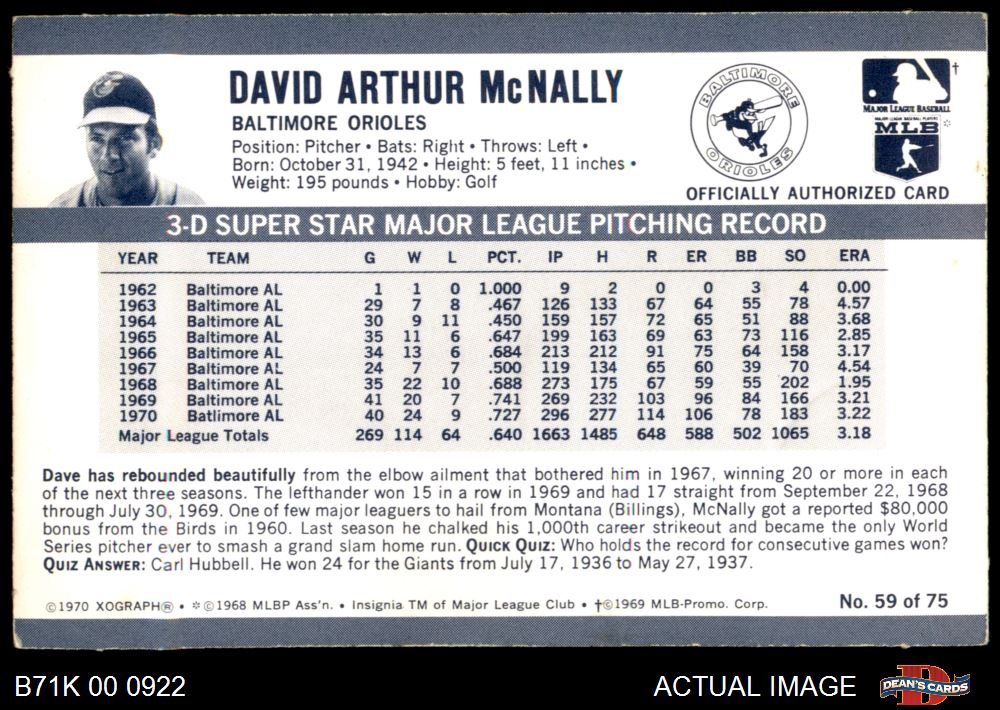 DAVID ARTHUR McNALLY
BALTIMORE ORIOLES
Position: Pitcher • Bats: Right • Throws: Left •
Born: October 31, 1942 • Height: 5 feet, 11 inches •
Weight: 195 pounds • Hobby: Golf
BALTIMORE
ORIOLES
†
MAJOR LEAGUE BASEBALL
MAJOR LEAGUE BASEBALL PLAYERS
MLB *
OFFICIALLY AUTHORIZED CARD
3-D SUPER STAR MAJOR LEAGUE PITCHING RECORD
YEAR TEAM G W L PCT. IP H R ER BB SO ERA
1962 Baltimore AL 1 1 0 1.000 9 2 0 0 3 4 0.00
1963 Baltimore AL 29 7 8 .467 126 133 67 64 55 78 4.57
1964 Baltimore AL 30 9 11 .450 159 157 72 65 51 88 3.68
1965 Baltimore AL 35 11 6 .647 199 163 69 63 73 116 2.85
1966 Baltimore AL 34 13 6 .684 213 212 91 75 64 158 3.17
1967 Baltimore AL 24 7 7 .500 119 134 65 60 39 70 4.54
1968 Baltimore AL 35 22 10 .688 273 175 67 59 55 202 1.95
1969 Baltimore AL 41 20 7 .741 269 232 103 96 84 166 3.21
1970 Batlimore AL 40 24 9 .727 296 277 114 106 78 183 3.22
Major League Totals 269 114 64 .640 1663 1485 648 588 502 1065 3.18
Dave has rebounded beautifully from the elbow ailment that bothered him in 1967, winning 20 or more in each
of the next three seasons. The lefthander won 15 in a row in 1969 and had 17 straight from September 22, 1968
through July 30, 1969. One of few major leaguers to hail from Montana (Billings), McNally got a reported $80,000
bonus from the Birds in 1960. Last season he chalked his 1,000th career strikeout and became the only World
Series pitcher ever to smash a grand slam home run. QUICK QUIZ: Who holds the record for consecutive games won?
QUIZ ANSWER: Carl Hubbell. He won 24 for the Giants from July 17, 1936 to May 27, 1937.
©1970 XOGRAPH® • *©1968 MLBP Ass'n. • Insignia TM of Major League Club • †©1969 MLB-Promo. Corp. No. 59 of 75
B71K 00 0922 ACTUAL IMAGE D DEAN'S CARDS